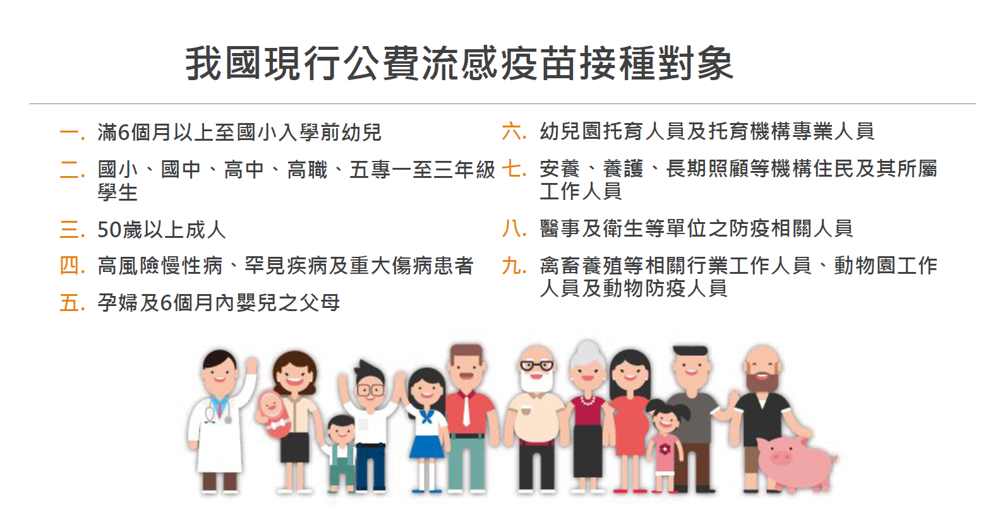 我國現行公費流感疫苗接種對象
一. 滿6個月以上至國小入學前幼兒
二. 國小、國中、高中、高職、五專一至三年級
學生
三. 50歲以上成人
四. 高風險慢性病、罕見疾病及重大傷病患者
五. 孕婦及6個月內嬰兒之父母
六. 幼兒園托育人員及托育機構專業人員
七. 安養、養護、長期照顧等機構住民及其所屬
工作人員
八. 醫事及衛生等單位之防疫相關人員
九. 禽畜養殖等相關行業工作人員、動物園工作
人員及動物防疫人員